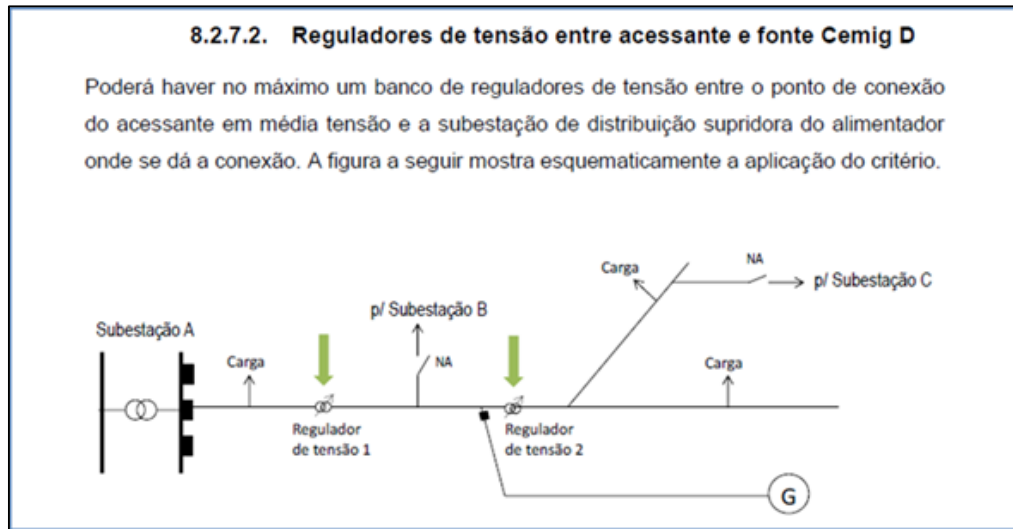 8.2.7.2. Reguladores de tensão entre acessante e fonte Cemig D
Poderá haver no máximo um banco de reguladores de tensão entre o ponto de conexão
do acessante em média tensão e a subestação de distribuição supridora do alimentador
onde se dá a conexão. A figura a seguir mostra esquematicamente a aplicação do critério.
Carga
NA
p/ Subestação C
p/ Subestação B
Subestação A
Carga
NA
Carga
Regulador
de tensão 1
Regulador
de tensão 2
G